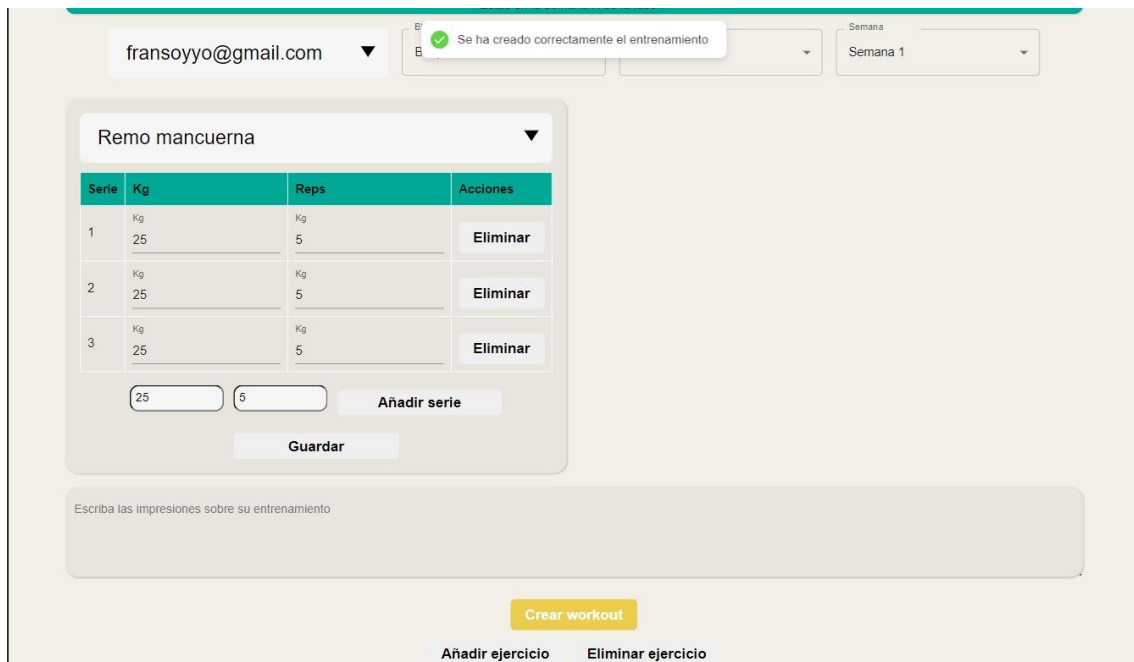 Se ha creado correctamente el entrenamiento
Semana
fransoyyo@gmail.com
Semana 1
Remo mancuerna
Serie Kg Reps Acciones
Kg Kg
1 25 5 Eliminar
Kg Kg
2 25 5 Eliminar
Kg Kg
3 25 5 Eliminar
25 5 Añadir serie
Guardar
Escriba las impresiones sobre su entrenamiento
Crear workout
Añadir ejercicio Eliminar ejercicio